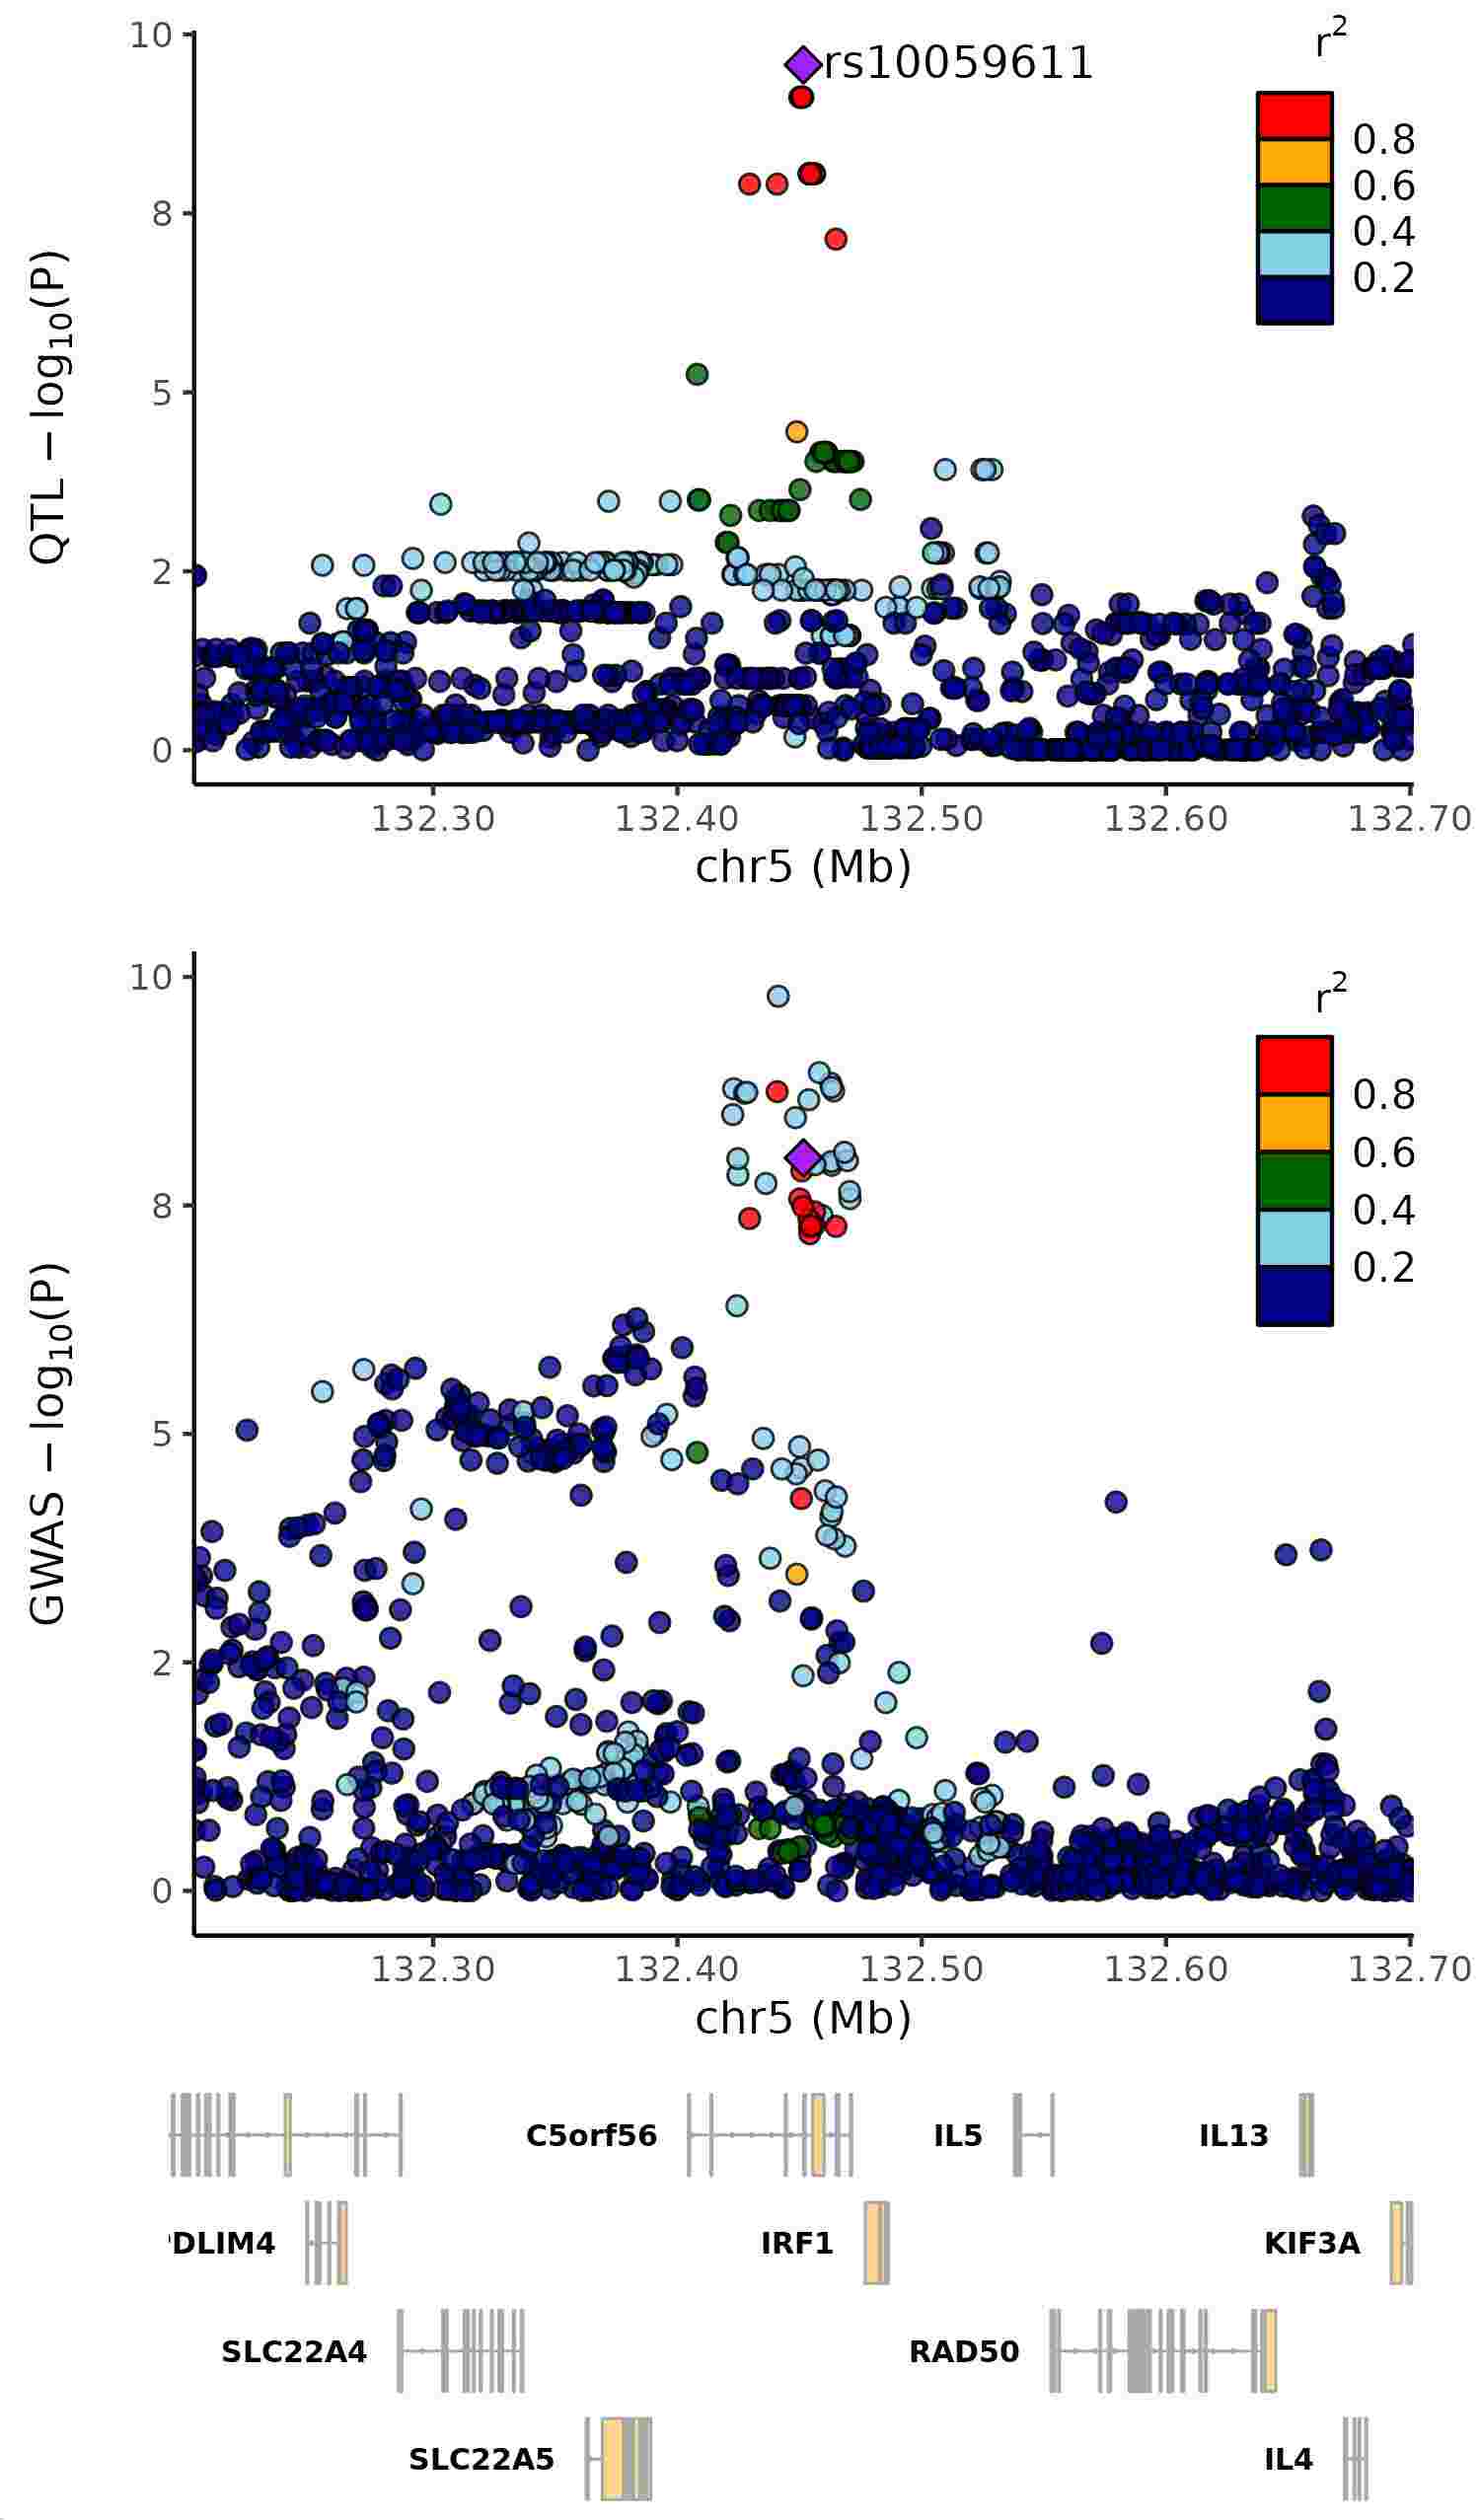 r2
10
rs10059611
0.8
0.6
0.4
0.2
8
5
2
0
QTL −log10(P)
132.30 132.40 132.50 132.60 132.70
chr5 (Mb)
r2
10
0.8
0.6
0.4
0.2
8
5
2
0
GWAS −log10(P)
132.30 132.40 132.50 132.60 132.70
chr5 (Mb)
C5orf56 IL5 IL13
DLIM4 IRF1 KIF3A
SLC22A4 RAD50
SLC22A5 IL4